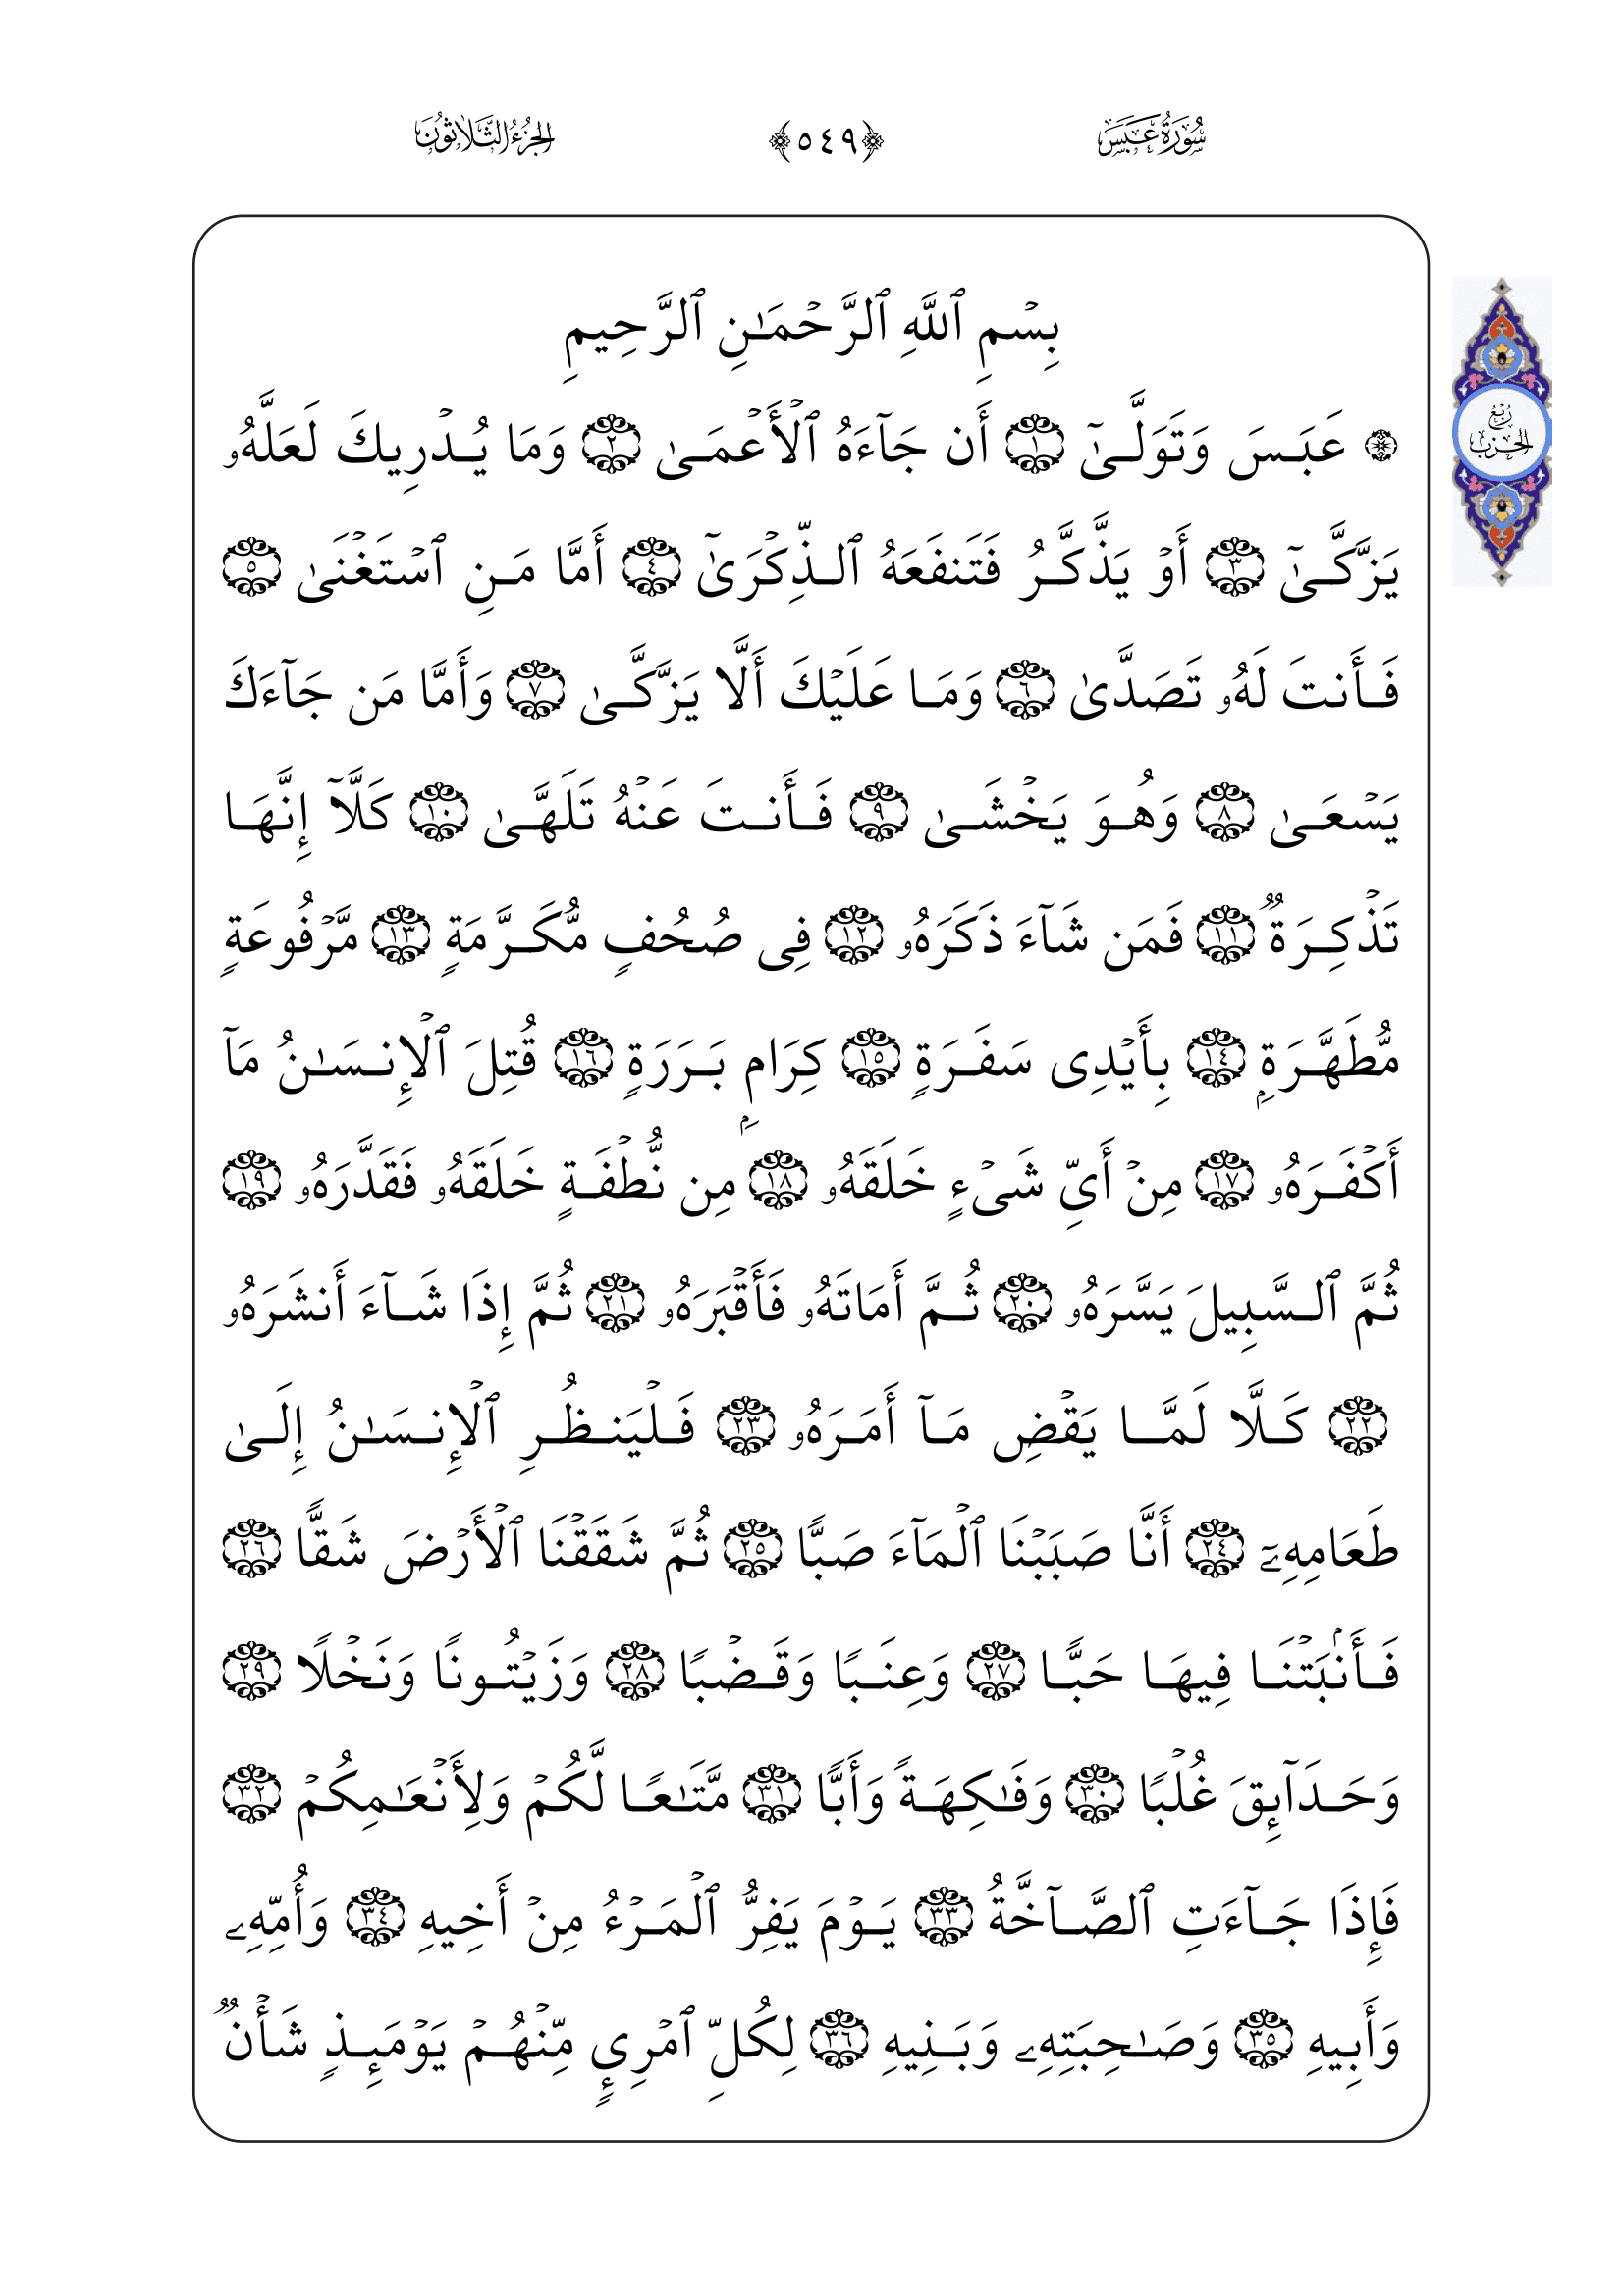 سُورَةُ عَبَسَ
﴿٥٤٩﴾
الجُزْءُ الثَّلَاثُونَ
رُبْعُ
الحِزْبِ
بِسۡمِ ٱللَّهِ ٱلرَّحۡمَـٰنِ ٱلرَّحِيمِ
۞ عَبَسَ وَتَوَلَّىٰٓ ١ أَن جَآءَهُ ٱلۡأَعۡمَىٰ ٢ وَمَا يُدۡرِيكَ لَعَلَّهُۥ
يَزَّكَّىٰٓ ٣ أَوۡ يَذَّكَّرُ فَتَنفَعَهُ ٱلذِّكۡرَىٰٓ ٤ أَمَّا مَنِ ٱسۡتَغۡنَىٰ ٥
فَأَنتَ لَهُۥ تَصَدَّىٰ ٦ وَمَا عَلَيۡكَ أَلَّا يَزَّكَّىٰ ٧ وَأَمَّا مَن جَآءَكَ
يَسۡعَىٰ ٨ وَهُوَ يَخۡشَىٰ ٩ فَأَنتَ عَنۡهُ تَلَهَّىٰ ١٠ كَلَّآ إِنَّهَا
تَذۡكِرَةٌ ١١ فَمَن شَآءَ ذَكَرَهُۥ ١٢ فِى صُحُفٍ مُّكَرَّمَةٍ ١٣ مَّرۡفُوعَةٍ
مُّطَهَّرَةِۭ ١٤ بِأَيۡدِى سَفَرَةٍ ١٥ كِرَامِۭ بَرَرَةٍ ١٦ قُتِلَ ٱلۡإِنسَـٰنُ مَآ
أَكۡفَرَهُۥ ١٧ مِنۡ أَىِّ شَىۡءٍ خَلَقَهُۥ ١٨ مِن نُّطۡفَةٍ خَلَقَهُۥ فَقَدَّرَهُۥ ١٩
ثُمَّ ٱلسَّبِيلَ يَسَّرَهُۥ ٢٠ ثُمَّ أَمَاتَهُۥ فَأَقۡبَرَهُۥ ٢١ ثُمَّ إِذَا شَآءَ أَنشَرَهُۥ
٢٢ كَلَّا لَمَّا يَقۡضِ مَآ أَمَرَهُۥ ٢٣ فَلۡيَنظُرِ ٱلۡإِنسَـٰنُ إِلَىٰ
طَعَامِهِۦٓ ٢٤ أَنَّا صَبَبۡنَا ٱلۡمَآءَ صَبًّا ٢٥ ثُمَّ شَقَقۡنَا ٱلۡأَرۡضَ شَقًّا ٢٦
فَأَنۢبَتۡنَا فِيهَا حَبًّا ٢٧ وَعِنَبًا وَقَضۡبًا ٢٨ وَزَيۡتُونًا وَنَخۡلًا ٢٩
وَحَدَآئِقَ غُلۡبًا ٣٠ وَفَـٰكِهَةً وَأَبًّا ٣١ مَّتَـٰعًا لَّكُمۡ وَلِأَنۡعَـٰمِكُمۡ ٣٢
فَإِذَا جَآءَتِ ٱلصَّآخَّةُ ٣٣ يَوۡمَ يَفِرُّ ٱلۡمَرۡءُ مِنۡ أَخِيهِ ٣٤ وَأُمِّهِۦ
وَأَبِيهِ ٣٥ وَصَـٰحِبَتِهِۦ وَبَنِيهِ ٣٦ لِكُلِّ ٱمۡرِئٍ مِّنۡهُمۡ يَوۡمَئِذٍ شَأۡنٌ